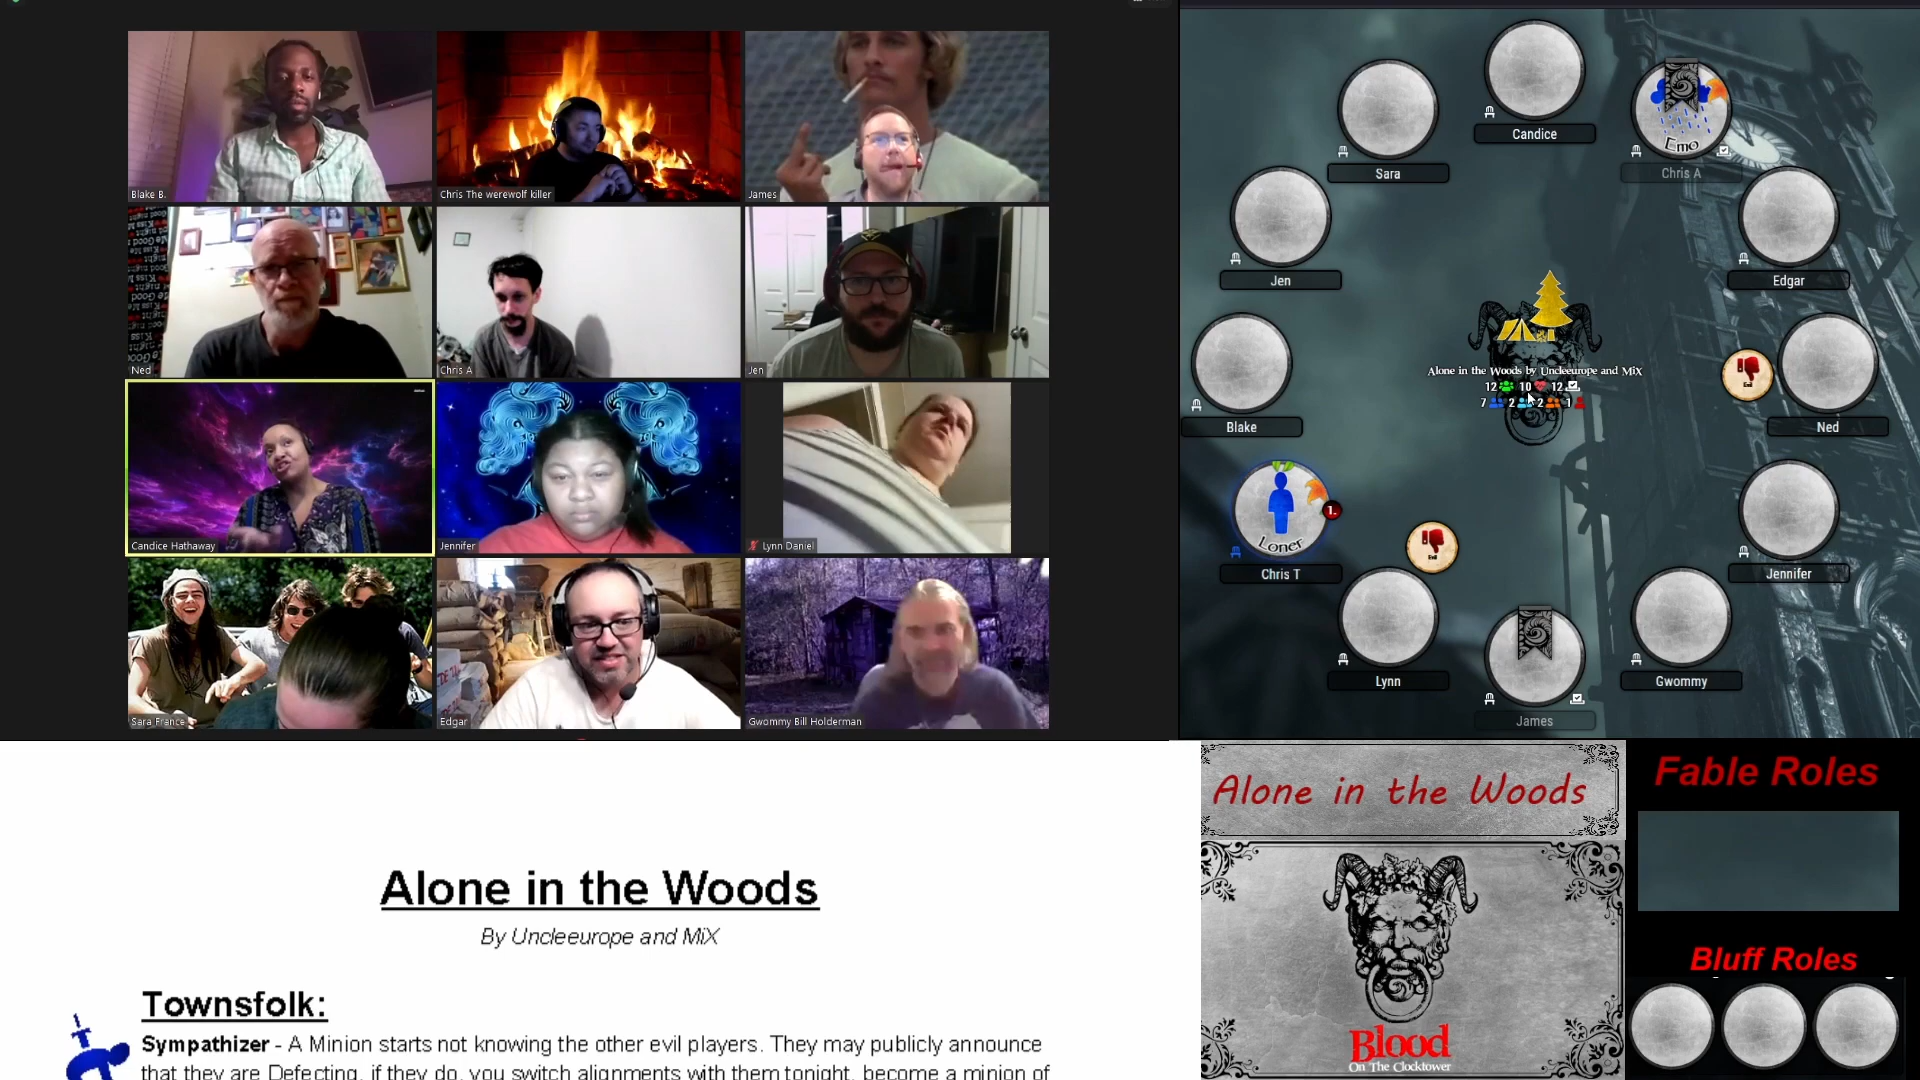 Blake B.
Chris The werewolf killer
James
Ned
Chris A
Jen
Candice Hathaway
Jennifer
Lynn Daniel
Sara France
Edgar
Gwommy Bill Holderman
Candice
Emo
Chris A
Sara
Jen
Edgar
Alone in the Woods by Uncleeurope and MiX
12 10 12
7 2 2 1
Blake
Ned
Loner
1.
Chris T
Jennifer
Lynn
Gwommy
James
Alone in the Woods
Fable Roles
Bluff Roles
Blood
On The Clocktower
Alone in the Woods
By Uncleeurope and MiX
Townsfolk:
Sympathizer - A Minion starts not knowing the other evil players. They may publicly announce
that they are Defecting, if they do, you switch alignments with them tonight, become a minion of